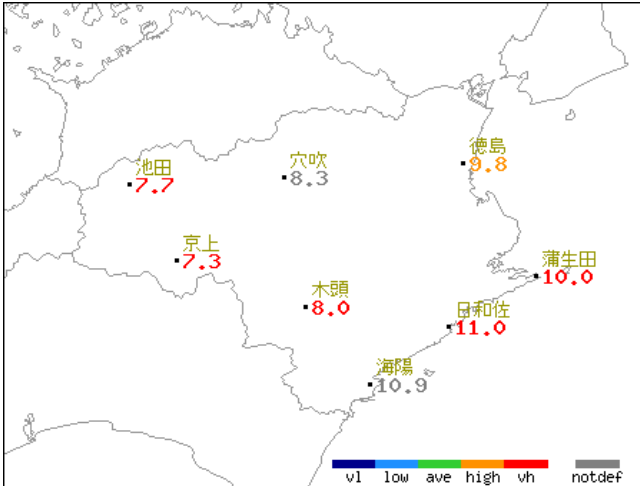 徳島
9.8
穴吹
8.3
池田
7.7
京上
7.3
蒲生田
10.0
木頭
8.0
日和佐
11.0
海陽
10.9
vl low ave high vh notdef